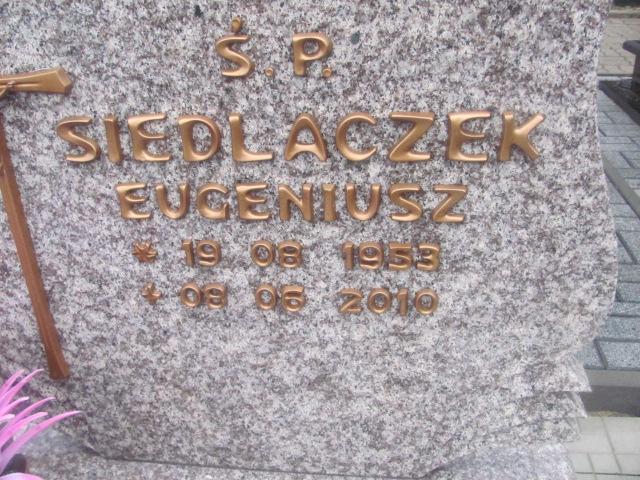 Ś.P.
SIEDLACZEK
EUGENIUSZ
* 19 08 1953
+ 08 06 2010